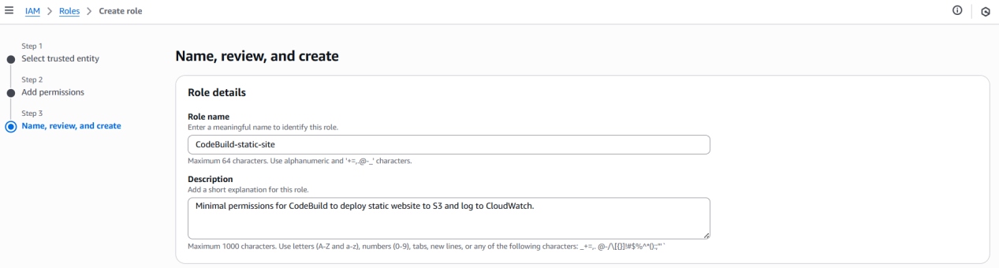 IAM > Roles > Create role
Step 1
Select trusted entity
Step 2
Add permissions
Step 3
Name, review, and create
Name, review, and create
Role details
Role name
Enter a meaningful name to identify this role.
CodeBuild-static-site
Maximum 64 characters. Use alphanumeric and '+=,.@-_' characters.
Description
Add a short explanation for this role.
Minimal permissions for CodeBuild to deploy static website to S3 and log to CloudWatch.
Maximum 1000 characters. Use letters (A-Z and a-z), numbers (0-9), tabs, new lines, or any of the following characters: _+=,. @-/\[{}]!#$%^*();:"'`